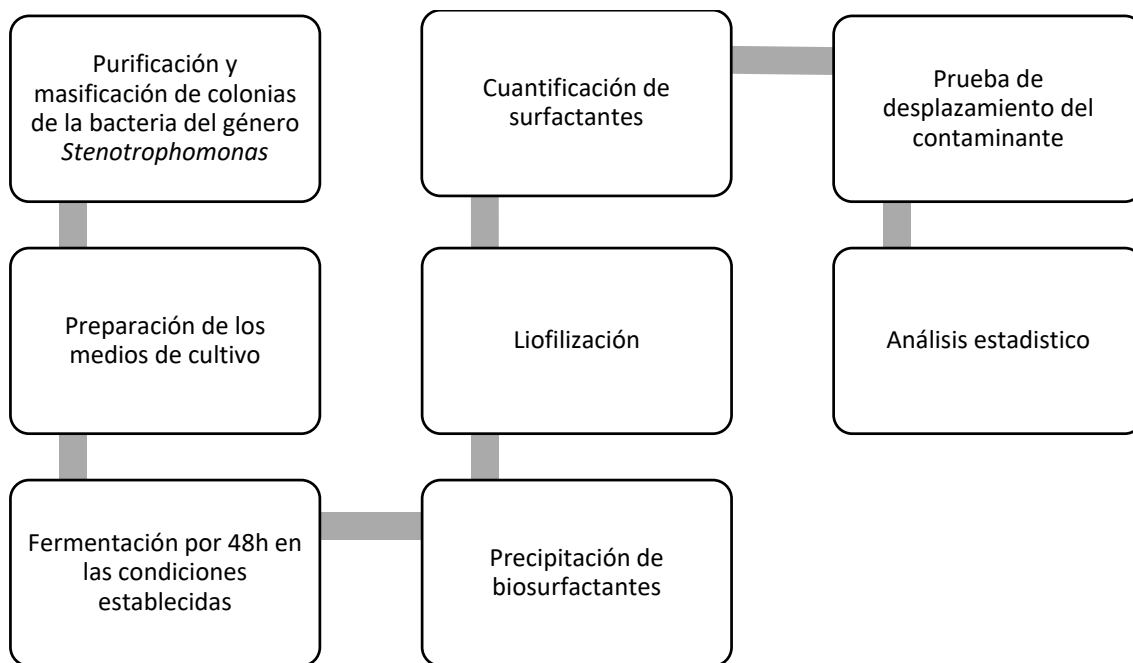 Purificación y
masificación de colonias
de la bacteria del género
Stenotrophomonas
Preparación de los
medios de cultivo
Fermentación por 48h en
las condiciones
establecidas
Precipitación de
biosurfactantes
Liofilización
Cuantificación de
surfactantes
Prueba de
desplazamiento del
contaminante
Análisis estadistico